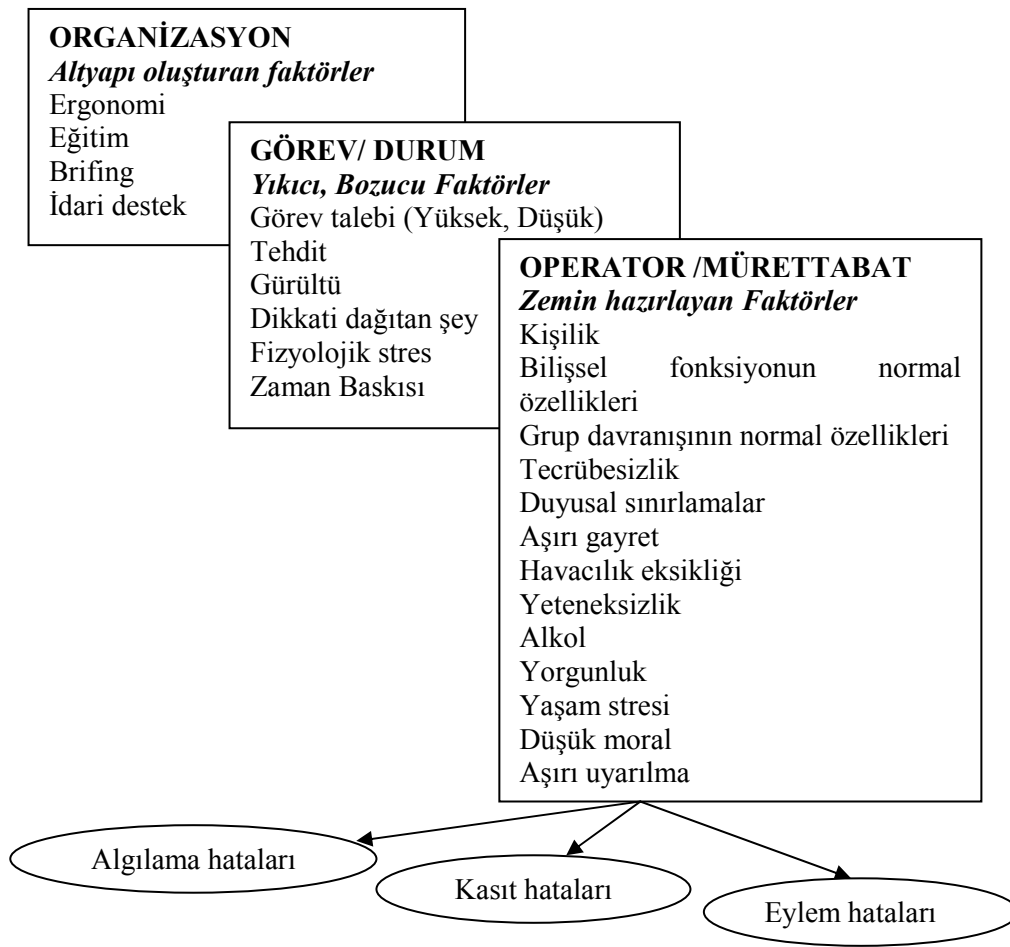 ORGANİZASYON
Altyapı oluşturan faktörler
Ergonomi
Eğitim
Brifing
İdari destek
GÖREV/ DURUM
Yıkıcı, Bozucu Faktörler
Görev talebi (Yüksek, Düşük)
Tehdit
Gürültü
Dikkati dağıtan şey
Fizyolojik stres
Zaman Baskısı
OPERATOR /MÜRETTABAT
Zemin hazırlayan Faktörler
Kişilik
Bilişsel fonksiyonun normal
özellikleri
Grup davranışının normal özellikleri
Tecrübesizlik
Duyusal sınırlamalar
Aşırı gayret
Havacılık eksikliği
Yeteneksizlik
Alkol
Yorgunluk
Yaşam stresi
Düşük moral
Aşırı uyarılma
Algılama hataları
Kasıt hataları
Eylem hataları